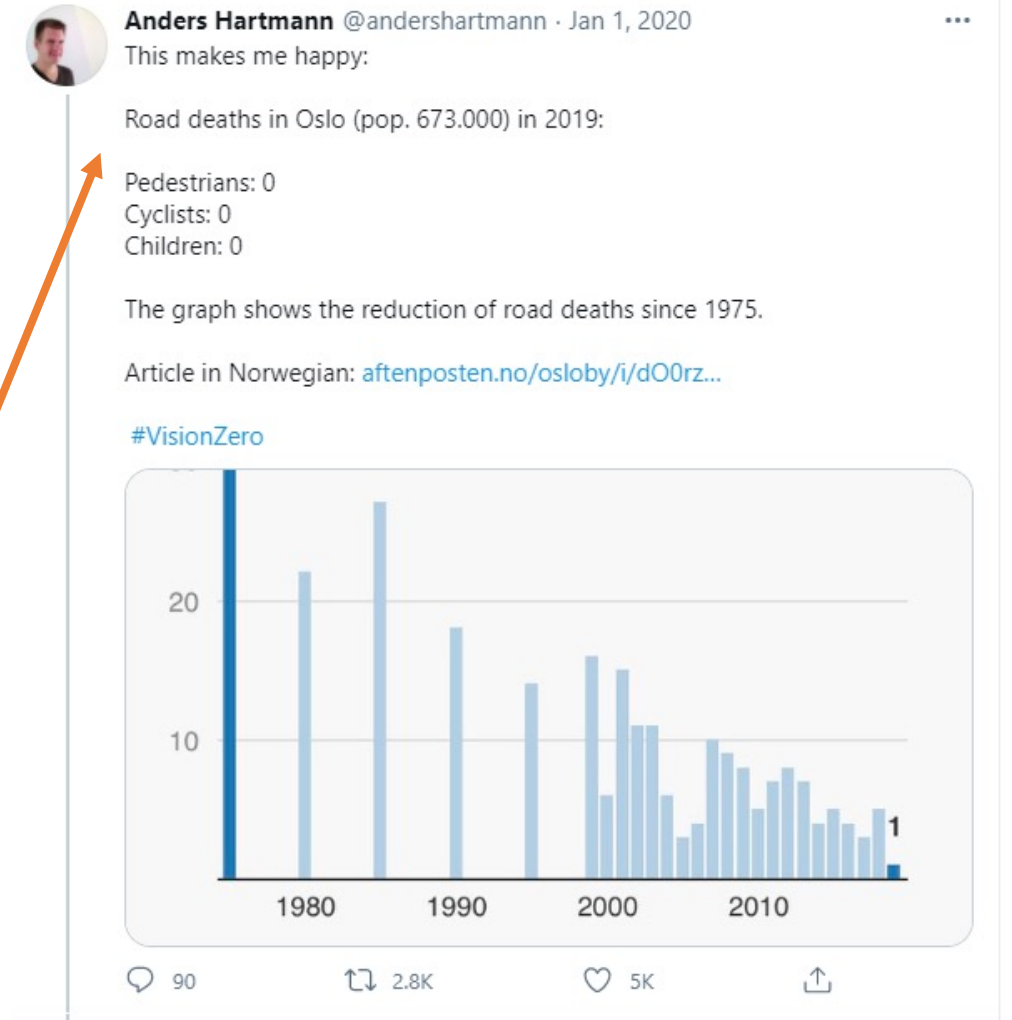 Anders Hartmann @andershartmann · Jan 1, 2020
This makes me happy:
Road deaths in Oslo (pop. 673.000) in 2019:
Pedestrians: 0
Cyclists: 0
Children: 0
The graph shows the reduction of road deaths since 1975.
Article in Norwegian: aftenposten.no/osloby/i/dO0rz...
#VisionZero
20
10
1
1980 1990 2000 2010
90 2.8K 5K